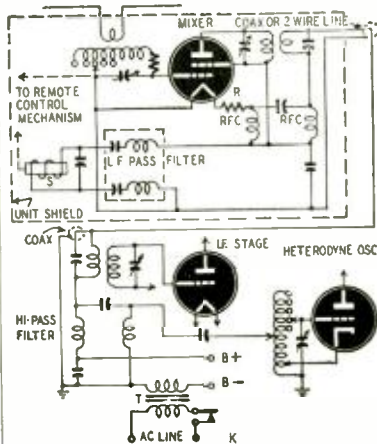 MIXER
COAX OR 2 WIRE LINE
TO REMOTE
CONTROL
MECHANISM
R
RFC
RFC
LF PASS FILTER
S
UNIT SHIELD
COAX
I.F. STAGE
HETERODYNE OSC
HI-PASS
FILTER
B+
B-
T
AC LINE
K